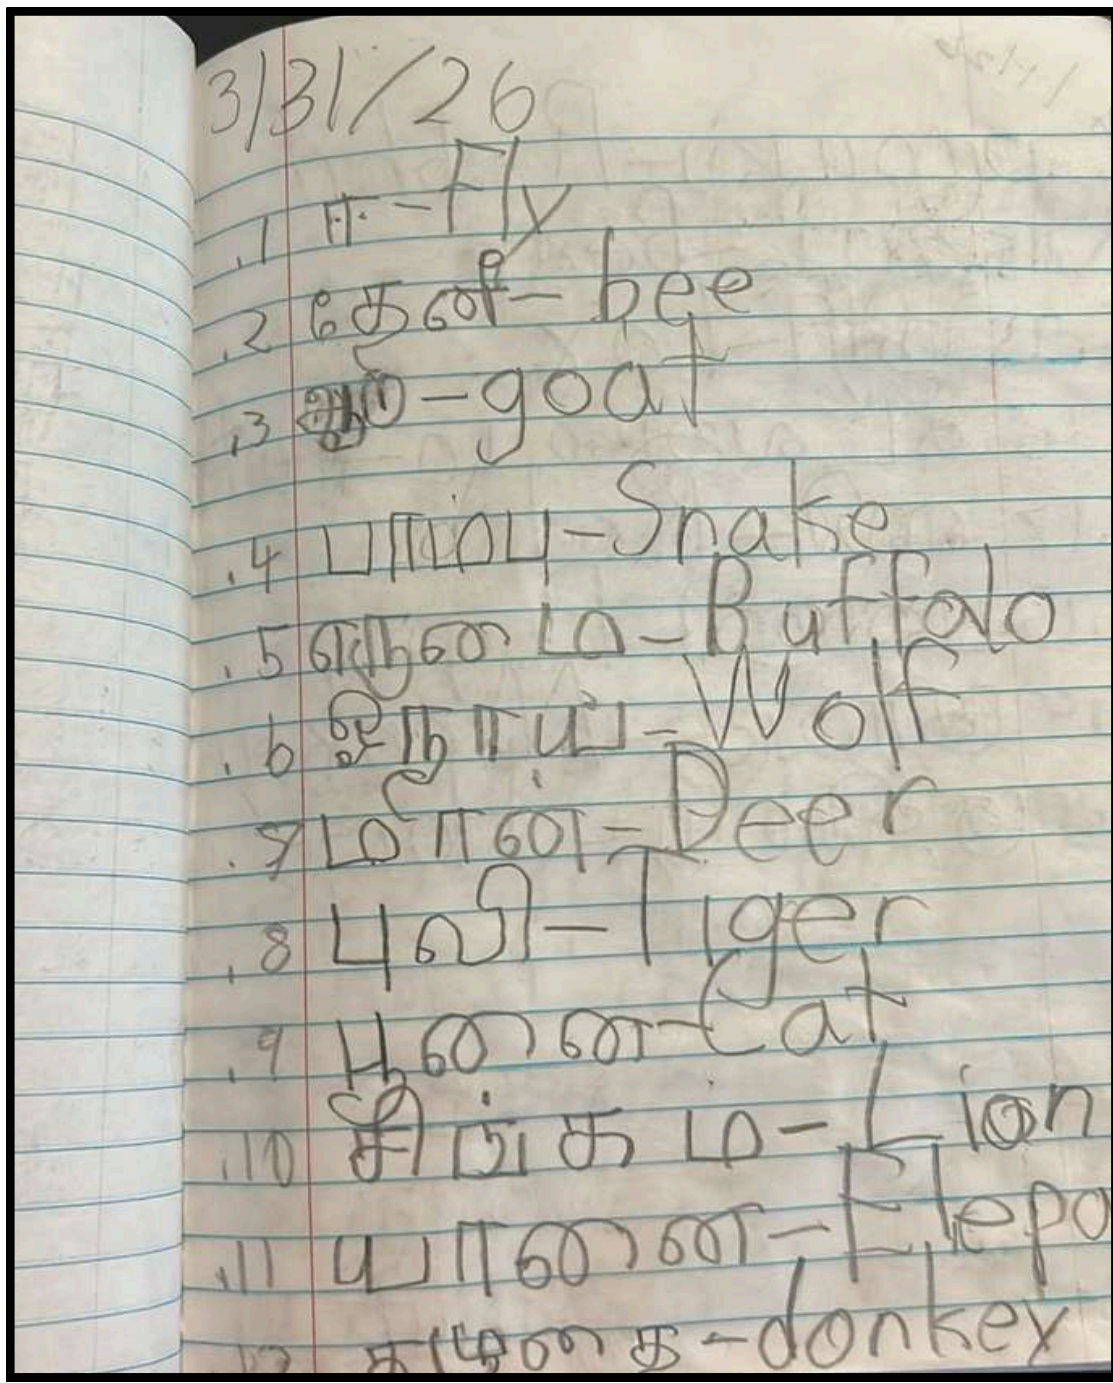 3/31/26
.1 ஈ - Fly
.2 தேனீ - bee
.3 - goat
.4 பாம்பு - Snake
.5 எருமை - Buffalo
.6 ஓநாய் - Wolf
.7 மான் - Deer
.8 புலி - Tiger
.9 பூனை - Cat
.10 சிங்கம் - Lion
.11 யானை - Elepa
கழுதை - donkey